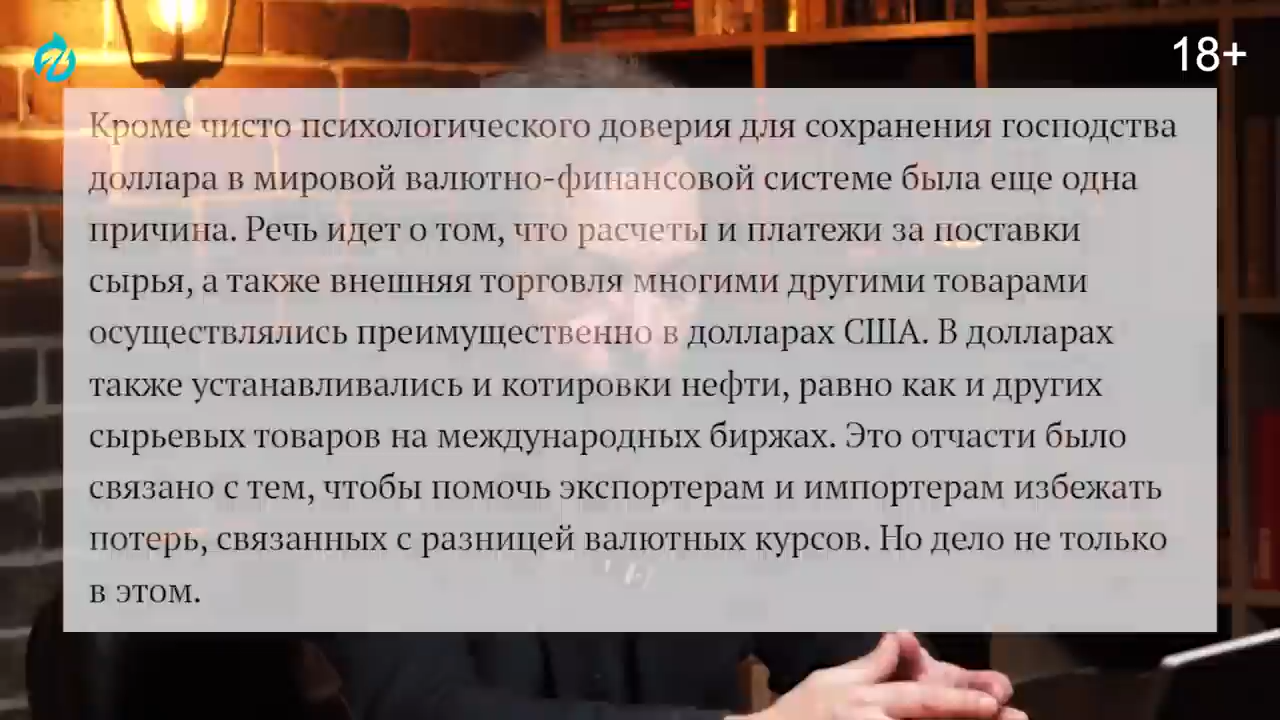 18+
Кроме чисто психологического доверия для сохранения господства
доллара в мировой валютно-финансовой системе была еще одна
причина. Речь идет о том, что расчеты и платежи за поставки
сырья, а также внешняя торговля многими другими товарами
осуществлялись преимущественно в долларах США. В долларах
также устанавливались и котировки нефти, равно как и других
сырьевых товаров на международных биржах. Это отчасти было
связано с тем, чтобы помочь экспортерам и импортерам избежать
потерь, связанных с разницей валютных курсов. Но дело не только
в этом.